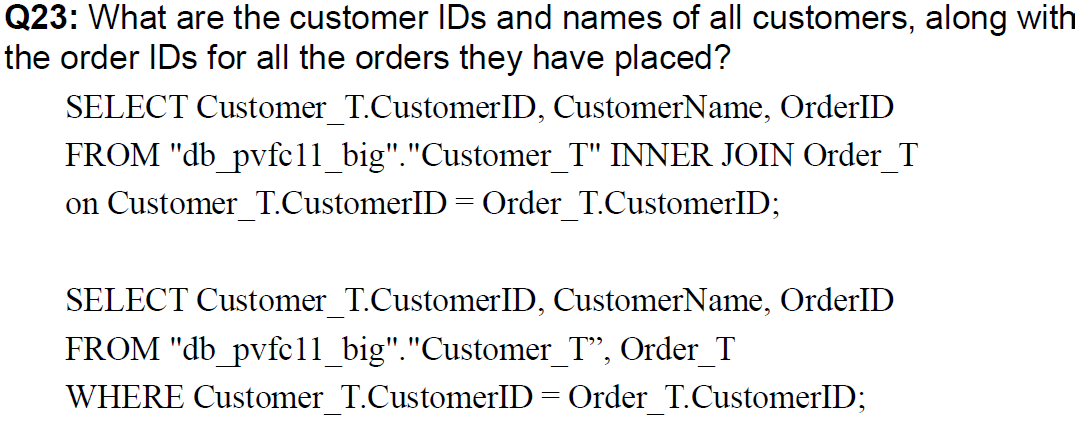 Q23: What are the customer IDs and names of all customers, along with
the order IDs for all the orders they have placed?
SELECT Customer_T.CustomerID, CustomerName, OrderID
FROM "db_pvfc11_big"."Customer_T" INNER JOIN Order_T
on Customer_T.CustomerID = Order_T.CustomerID;
SELECT Customer_T.CustomerID, CustomerName, OrderID
FROM "db_pvfc11_big"."Customer_T”, Order_T
WHERE Customer_T.CustomerID = Order_T.CustomerID;